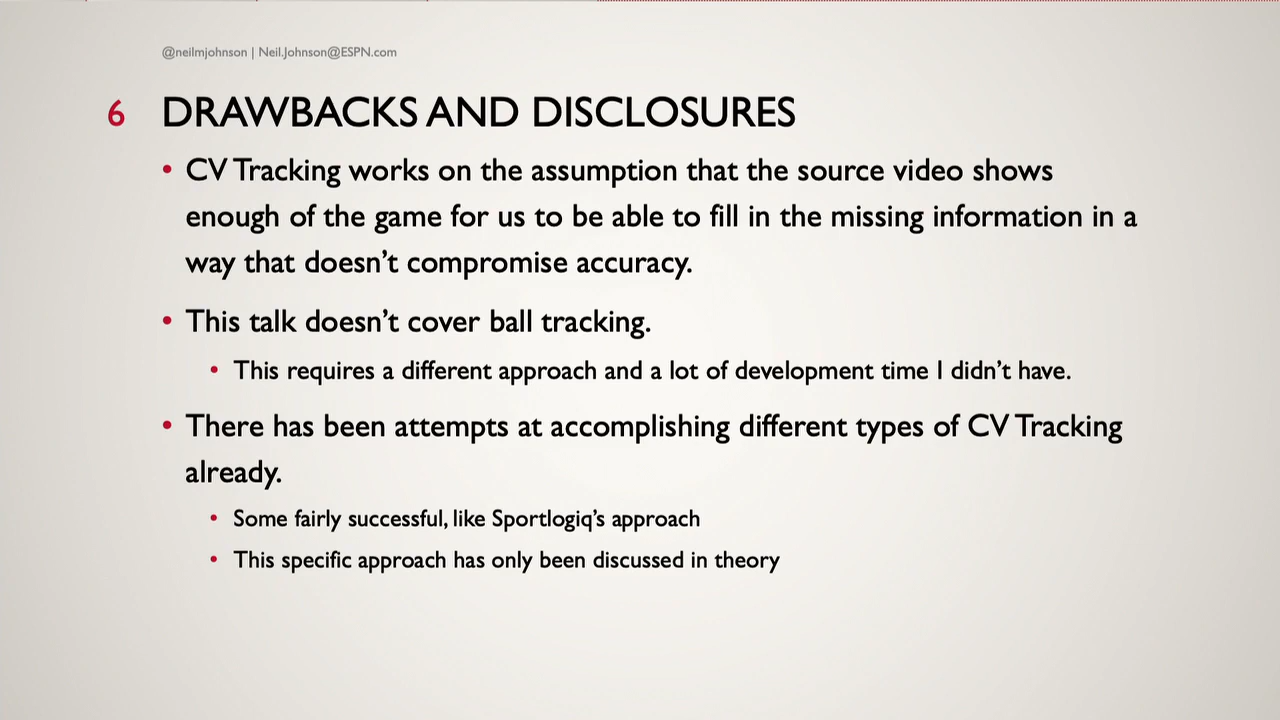 @neilmjohnson | Neil.Johnson@ESPN.com
6 DRAWBACKS AND DISCLOSURES
• CV Tracking works on the assumption that the source video shows
enough of the game for us to be able to fill in the missing information in a
way that doesn’t compromise accuracy.
• This talk doesn’t cover ball tracking.
• This requires a different approach and a lot of development time I didn’t have.
• There has been attempts at accomplishing different types of CV Tracking
already.
• Some fairly successful, like Sportlogiq’s approach
• This specific approach has only been discussed in theory